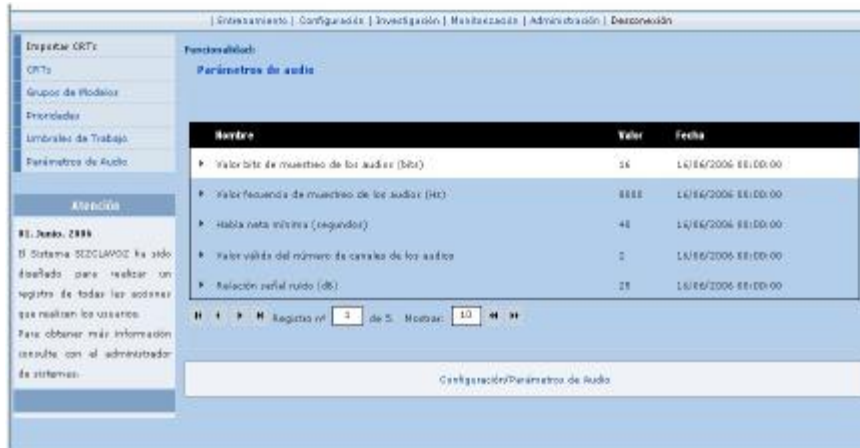 | Entrenamiento | Configuración | Investigación | Monitorización | Administración | Desconexión
Importar CRTs
CRTs
Grupos de Modelos
Prioridades
Umbrales de Trabajo
Parámetros de Audio
Atención
01. Junio. 2006
El Sistema SIZCLAVOZ ha sido
diseñado para realizar un
registro de todas las acciones
que realicen los usuarios.
Para obtener más información
consulte con el administrador
de sistemas.
Funcionalidad:
Parámetros de audio
Nombre Valor Fecha
Valor bits de muestreo de los audios (bits) 16 16/06/2006 00:00:00
Valor fecuencia de muestreo de los audios (Hz) 8000 16/06/2006 00:00:00
Habla neta mínima (segundos) 40 16/06/2006 00:00:00
Valor válido del número de canales de los audios 2 16/06/2006 00:00:00
Relación señal ruido (dB) 16/06/2006 00:00:00
Registro nº 1 de 5. Mostrar: 10
Configuración/Parámetros de Audio